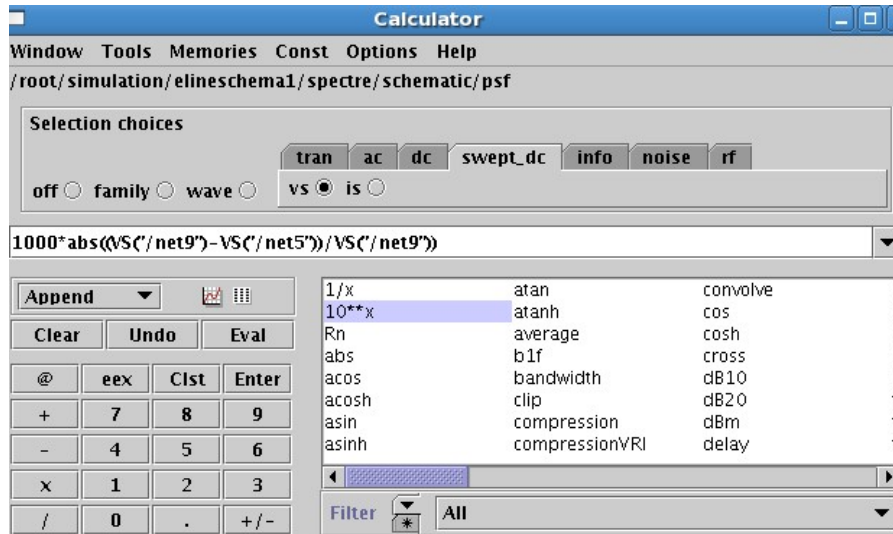 Calculator
Window Tools Memories Const Options Help
/root/simulation/elineschema1/spectre/schematic/psf
Selection choices
tran ac dc swept_dc info noise rf
off family wave vs is
1000*abs((VS("/net9")-VS("/net5"))/VS("/net9"))
Append
Clear Undo Eval
@ eex Clst Enter
+ 7 8 9
- 4 5 6
x 1 2 3
/ 0 . +/-
1/x atan convolve
10**x atanh cos
Rn average cosh
abs b1f cross
acos bandwidth dB10
acosh clip dB20
asin compression dBm
asinh compressionVRI delay
Filter * All